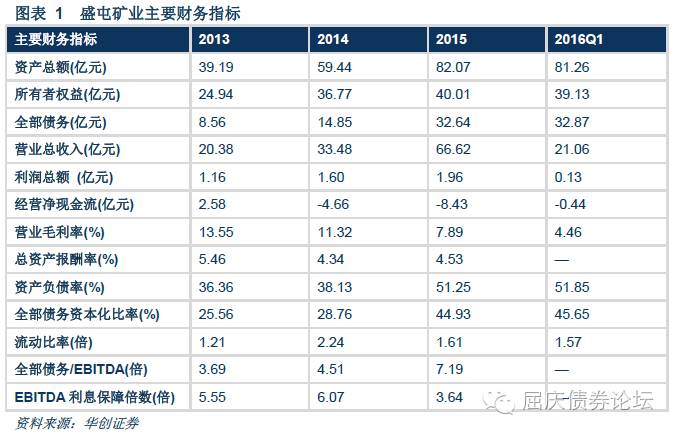 图表 1 盛屯矿业主要财务指标
主要财务指标 2013 2014 2015 2016Q1
资产总额(亿元) 39.19 59.44 82.07 81.26
所有者权益(亿元) 24.94 36.77 40.01 39.13
全部债务(亿元) 8.56 14.85 32.64 32.87
营业总收入(亿元) 20.38 33.48 66.62 21.06
利润总额 (亿元) 1.16 1.60 1.96 0.13
经营净现金流(亿元) 2.58 -4.66 -8.43 -0.44
营业毛利率(%) 13.55 11.32 7.89 4.46
总资产报酬率(%) 5.46 4.34 4.53 —
资产负债率(%) 36.36 38.13 51.25 51.85
全部债务资本化比率(%) 25.56 28.76 44.93 45.65
流动比率(倍) 1.21 2.24 1.61 1.57
全部债务/EBITDA(倍) 3.69 4.51 7.19 —
EBITDA 利息保障倍数(倍) 5.55 6.07 3.64 —
屈庆债券论坛
资料来源：华创证券